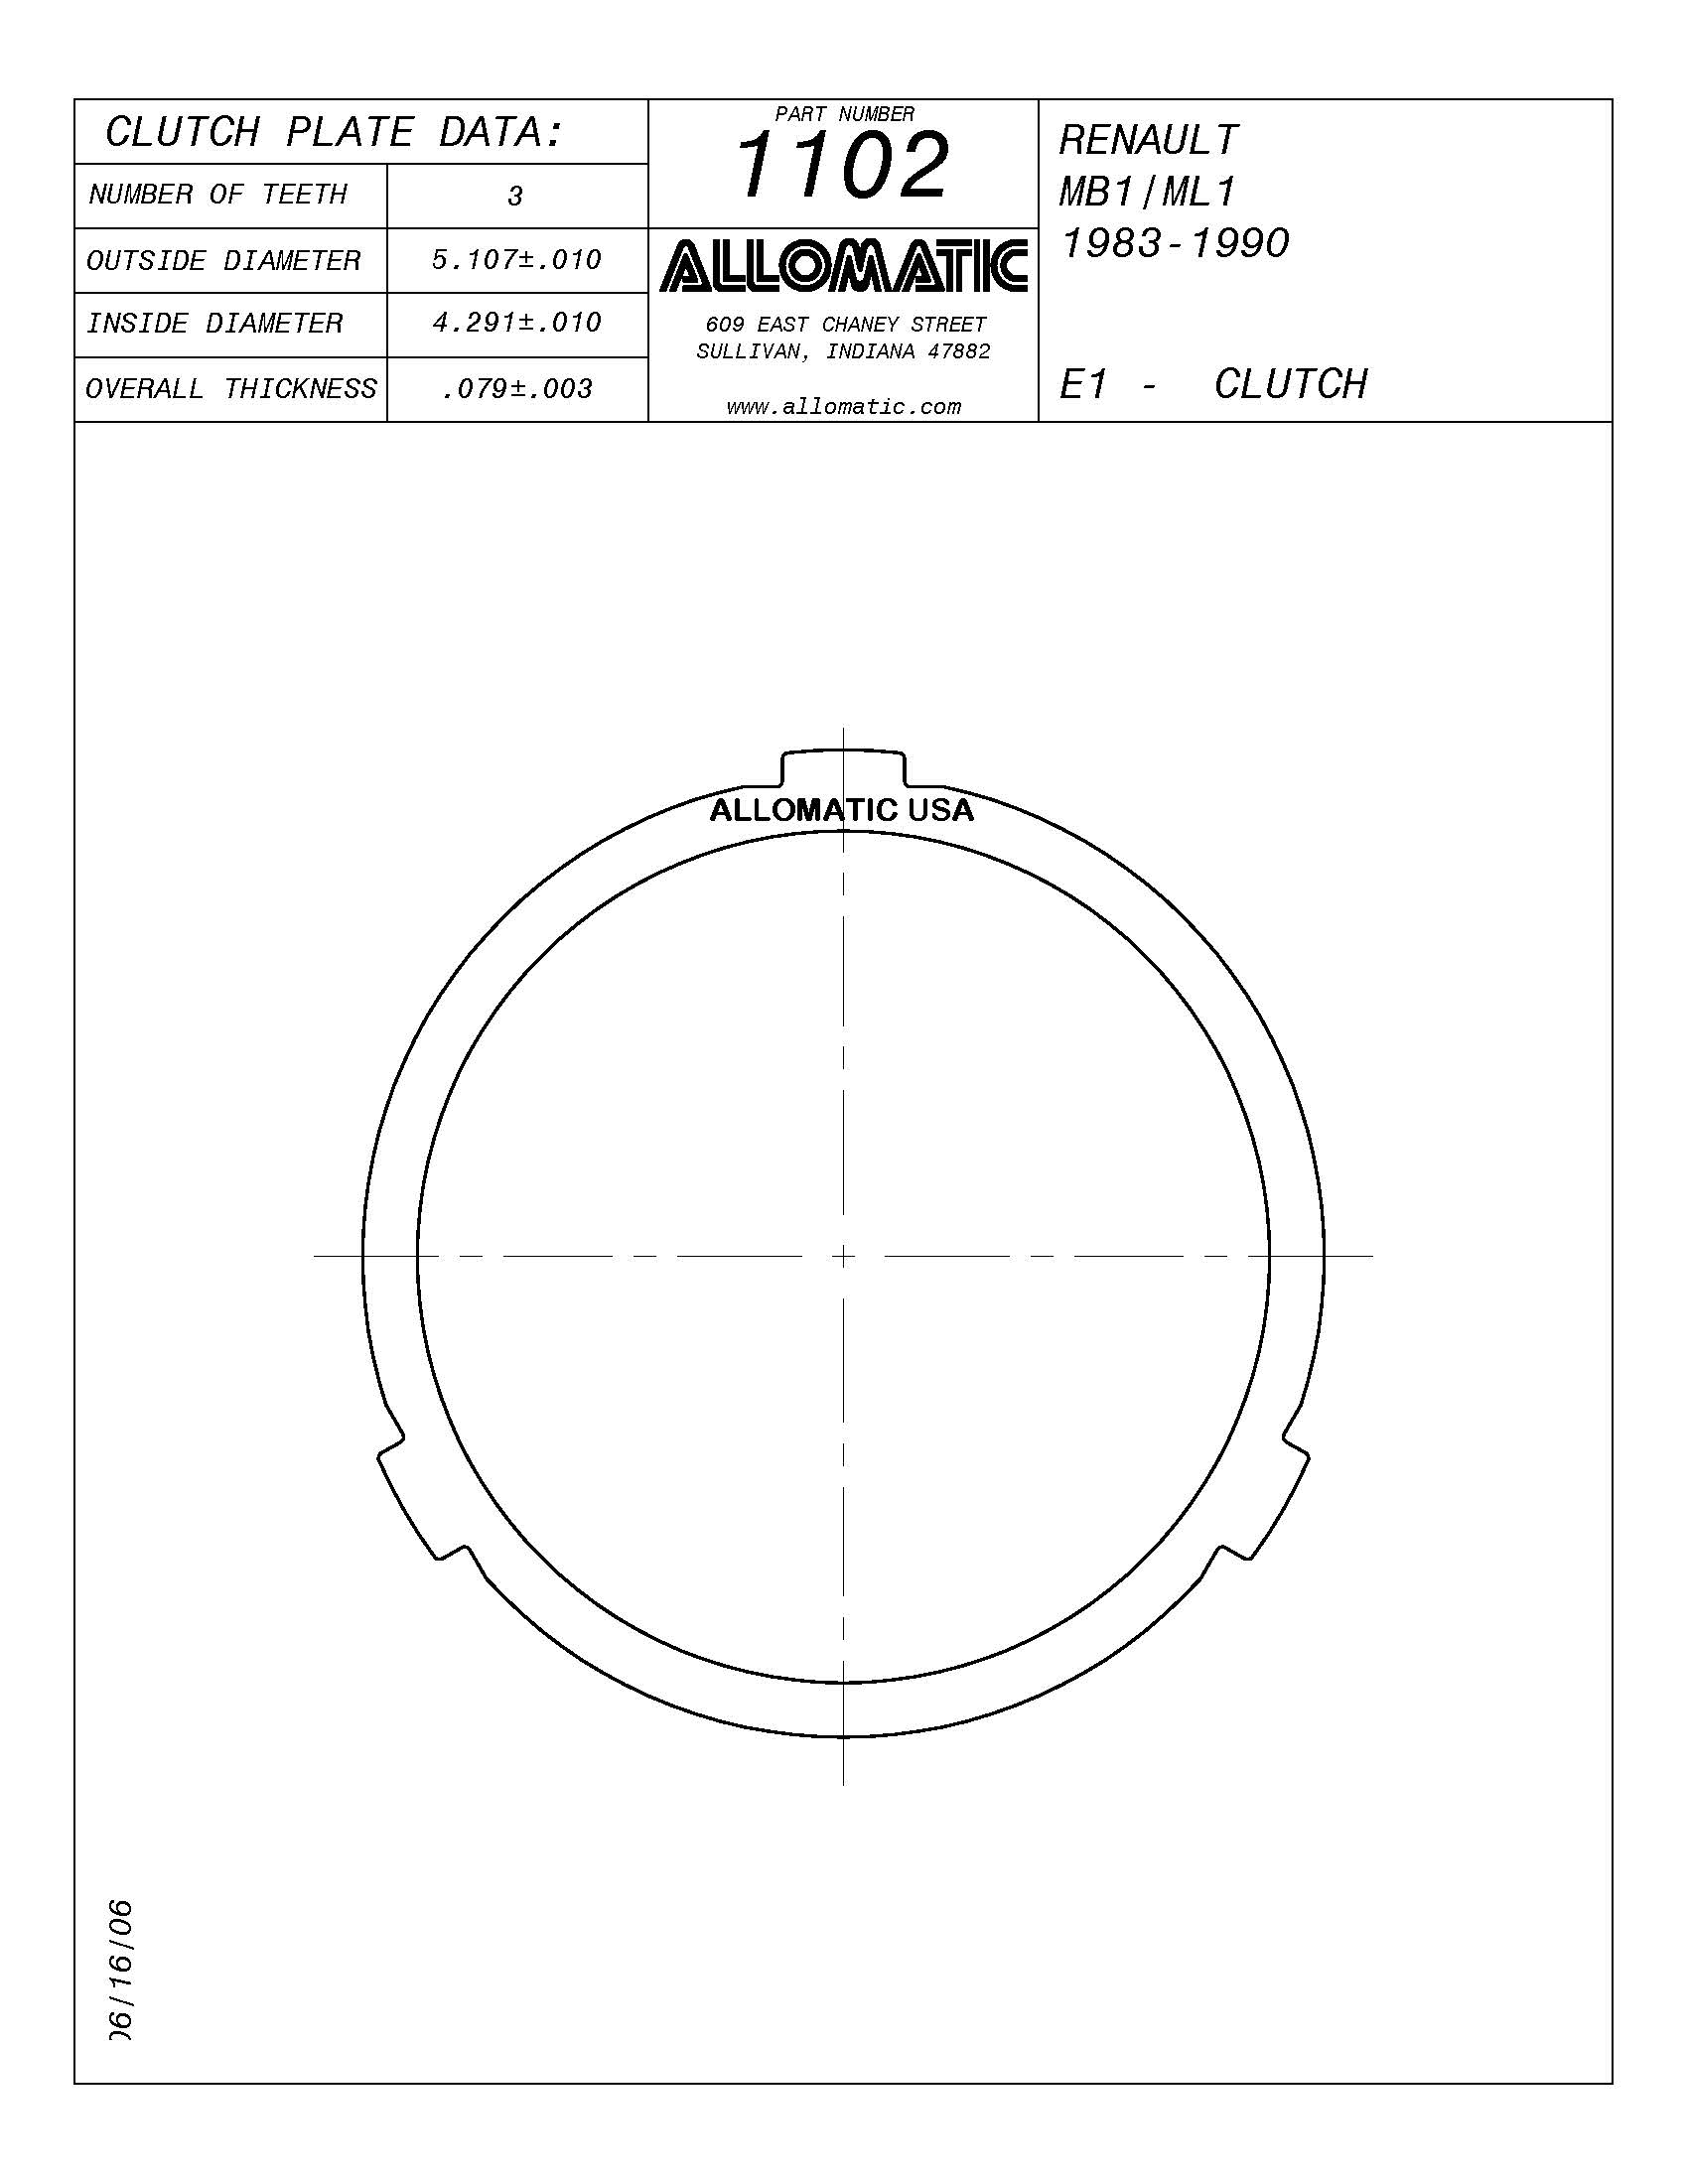 CLUTCH PLATE DATA:
NUMBER OF TEETH 3
OUTSIDE DIAMETER 5.107±.010
INSIDE DIAMETER 4.291±.010
OVERALL THICKNESS .079±.003
PART NUMBER
1102
ALLOMATIC
609 EAST CHANEY STREET
SULLIVAN, INDIANA 47882
www.allomatic.com
RENAULT
MB1/ML1
1983-1990
E1 - CLUTCH
ALLOMATIC USA
06/16/06